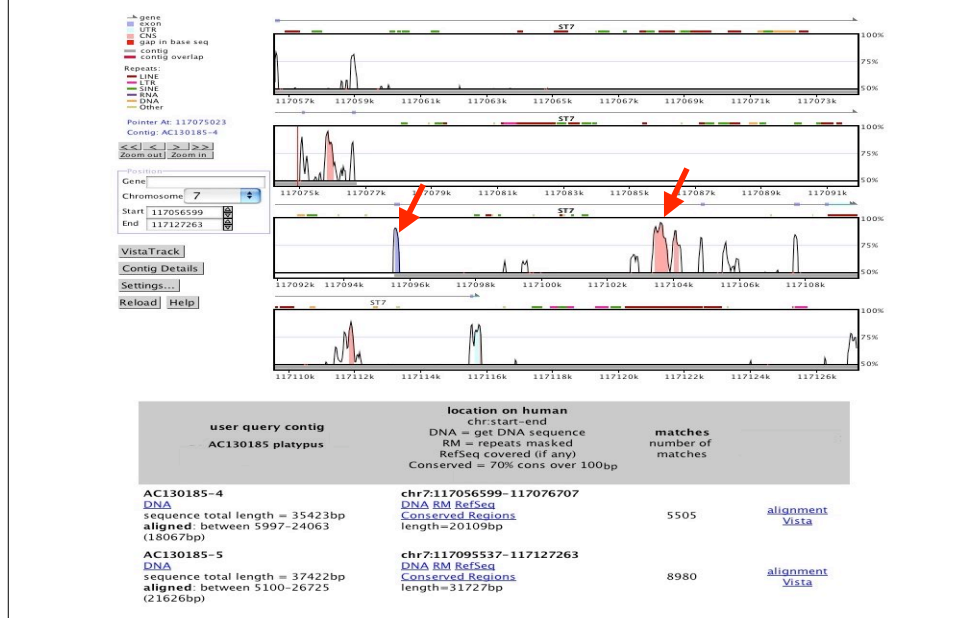 gene
exon
UTR
CNS
gap in base seq
contig
contig overlap
Repeats:
LINE
LTR
SINE
RNA
DNA
Other
Pointer At: 117075023
Contig: AC130185-4
<< < > >>
Zoom out Zoom in
Position
Gene
Chromosome 7
Start 117056599
End 117127263
VistaTrack
Contig Details
Settings...
Reload Help
ST7
100%
75%
50%
117057k 117059k 117061k 117063k 117065k 117067k 117069k 117071k 117073k
ST7
100%
75%
50%
117075k 117077k 117079k 117081k 117083k 117085k 117087k 117089k 117091k
ST7
100%
75%
50%
117092k 117094k 117096k 117098k 117100k 117102k 117104k 117106k 117108k
ST7
100%
75%
50%
117110k 117112k 117114k 117116k 117118k 117120k 117122k 117124k 117126k
user query contig
AC130185 platypus
location on human
chr:start-end
DNA = get DNA sequence
RM = repeats masked
RefSeq covered (if any)
Conserved = 70% cons over 100bp
matches
number of
matches
AC130185-4
DNA
sequence total length = 35423bp
aligned: between 5997-24063
(18067bp)
chr7:117056599-117076707
DNA RM RefSeq
Conserved Regions
length=20109bp
5505
alignment
Vista
AC130185-5
DNA
sequence total length = 37422bp
aligned: between 5100-26725
(21626bp)
chr7:117095537-117127263
DNA RM RefSeq
Conserved Regions
length=31727bp
8980
alignment
Vista